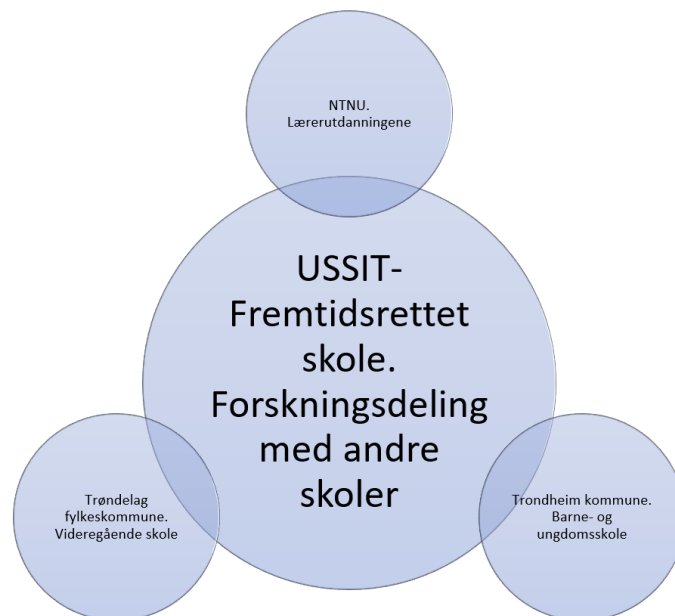 NTNU.
Lærerutdanningene
USSIT-
Fremtidsrettet
skole.
Forskningsdeling
med andre
skoler
Trøndelag
fylkeskommune.
Videregående skole
Trondheim kommune.
Barne- og
ungdomsskole